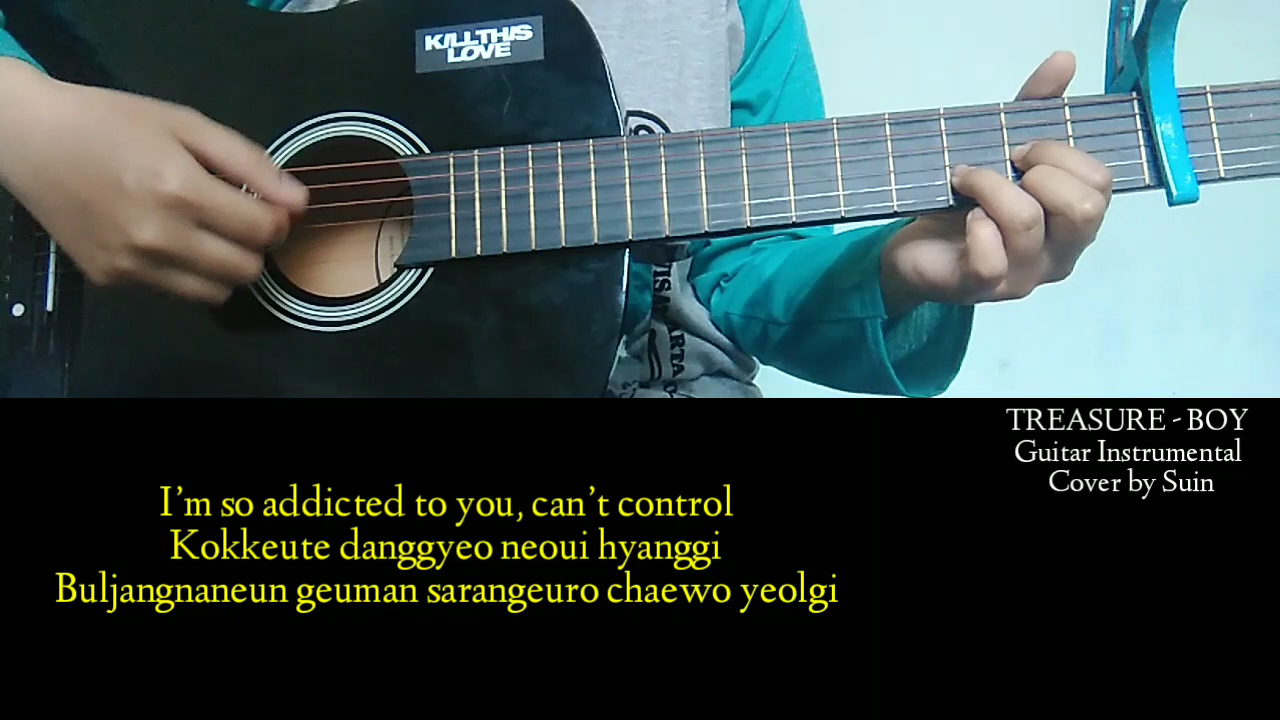 KILL THIS
LOVE
TREASURE - BOY
Guitar Instrumental
Cover by Suin
I'm so addicted to you, can't control
Kokkeute danggyeo neoui hyanggi
Buljangnaneun geuman sarangeuro chaewo yeolgi